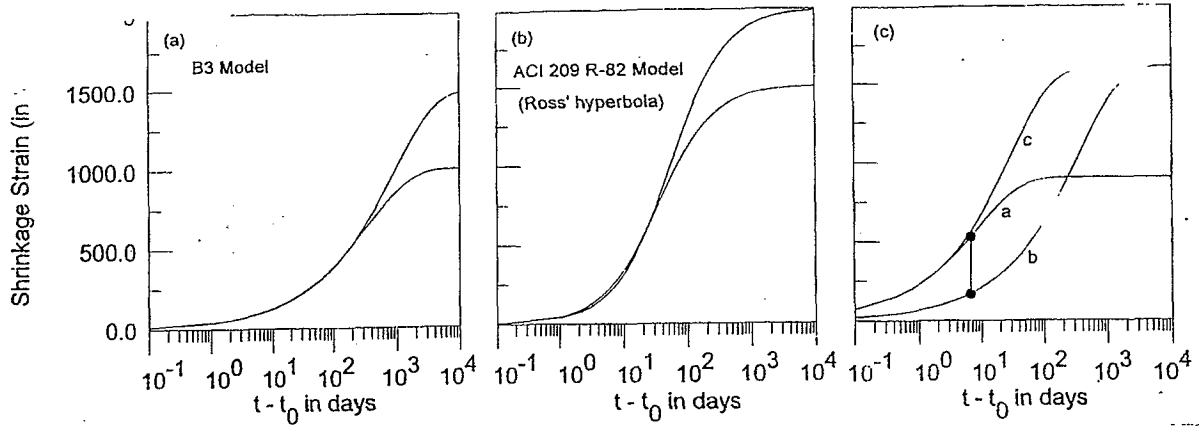 (a)
B3 Model
Shrinkage Strain (in
1500.0
1000.0
500.0
0.0
10^-1 10^0 10^1 10^2 10^3 10^4
t - t_0 in days
(b)
ACI 209 R-82 Model
(Ross' hyperbola)
10^-1 10^0 10^1 10^2 10^3 10^4
t - t_0 in days
(c)
c
a
b
10^-1 10^0 10^1 10^2 10^3 10^4
t - t_0 in days